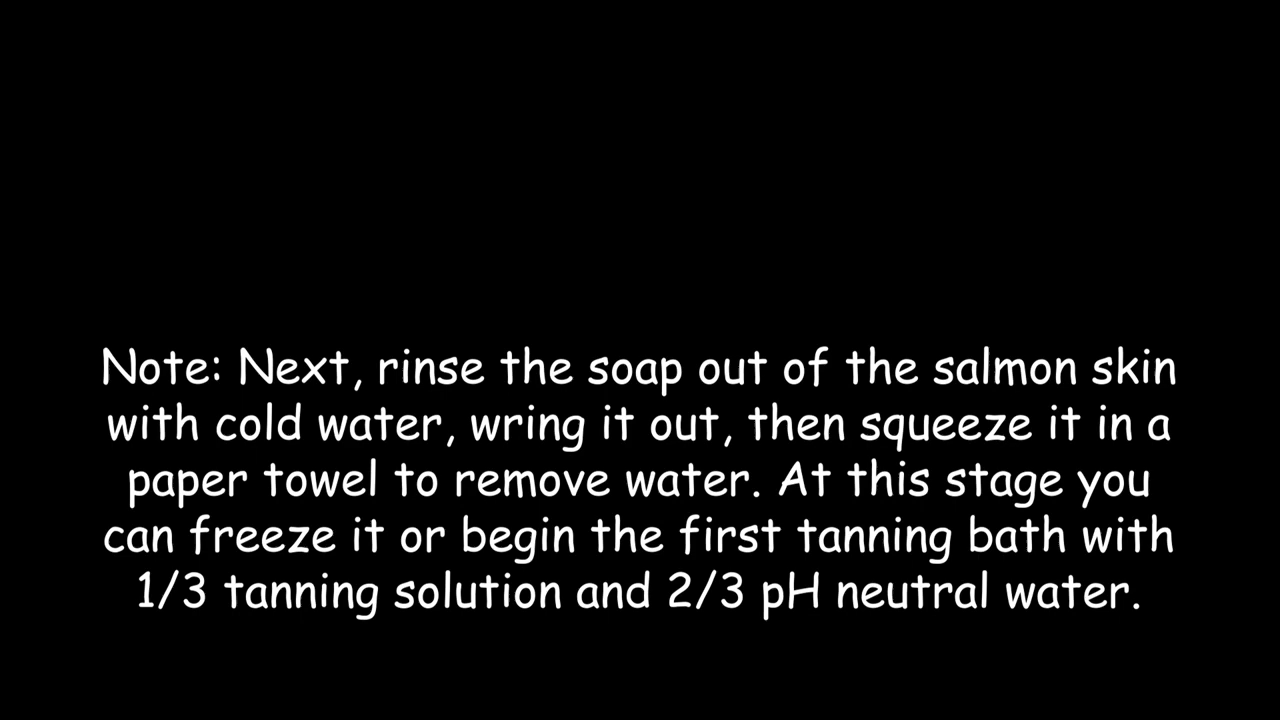 Note: Next, rinse the soap out of the salmon skin
with cold water, wring it out, then squeeze it in a
paper towel to remove water. At this stage you
can freeze it or begin the first tanning bath with
1/3 tanning solution and 2/3 pH neutral water.